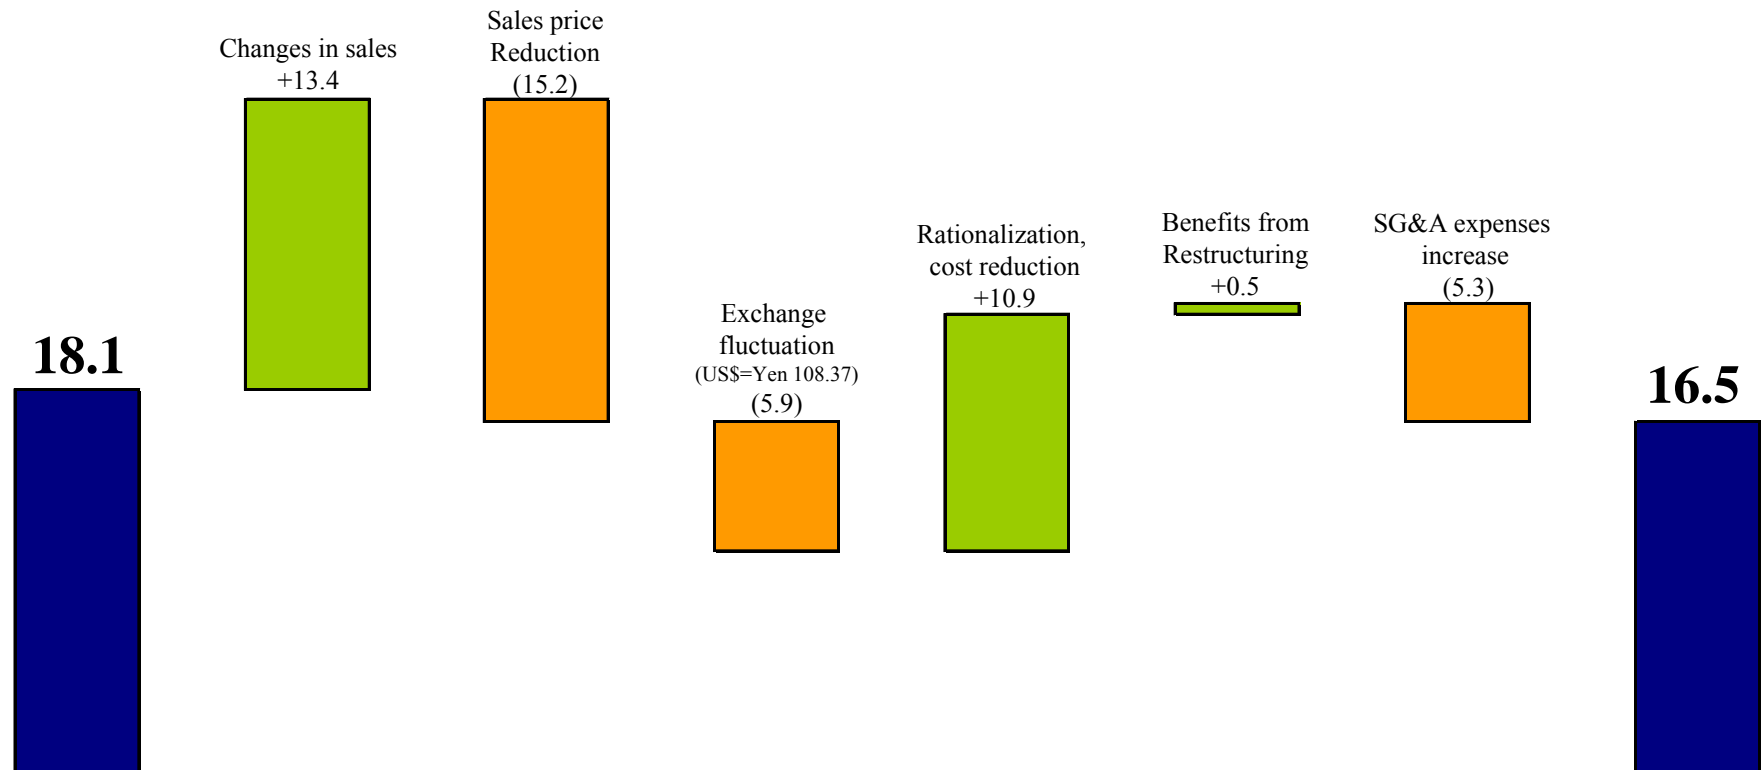 18.1
Changes in sales
+13.4
Sales price
Reduction
(15.2)
Exchange
fluctuation
(US$=Yen 108.37)
(5.9)
Rationalization,
cost reduction
+10.9
Benefits from
Restructuring
+0.5
SG&A expenses
increase
(5.3)
16.5